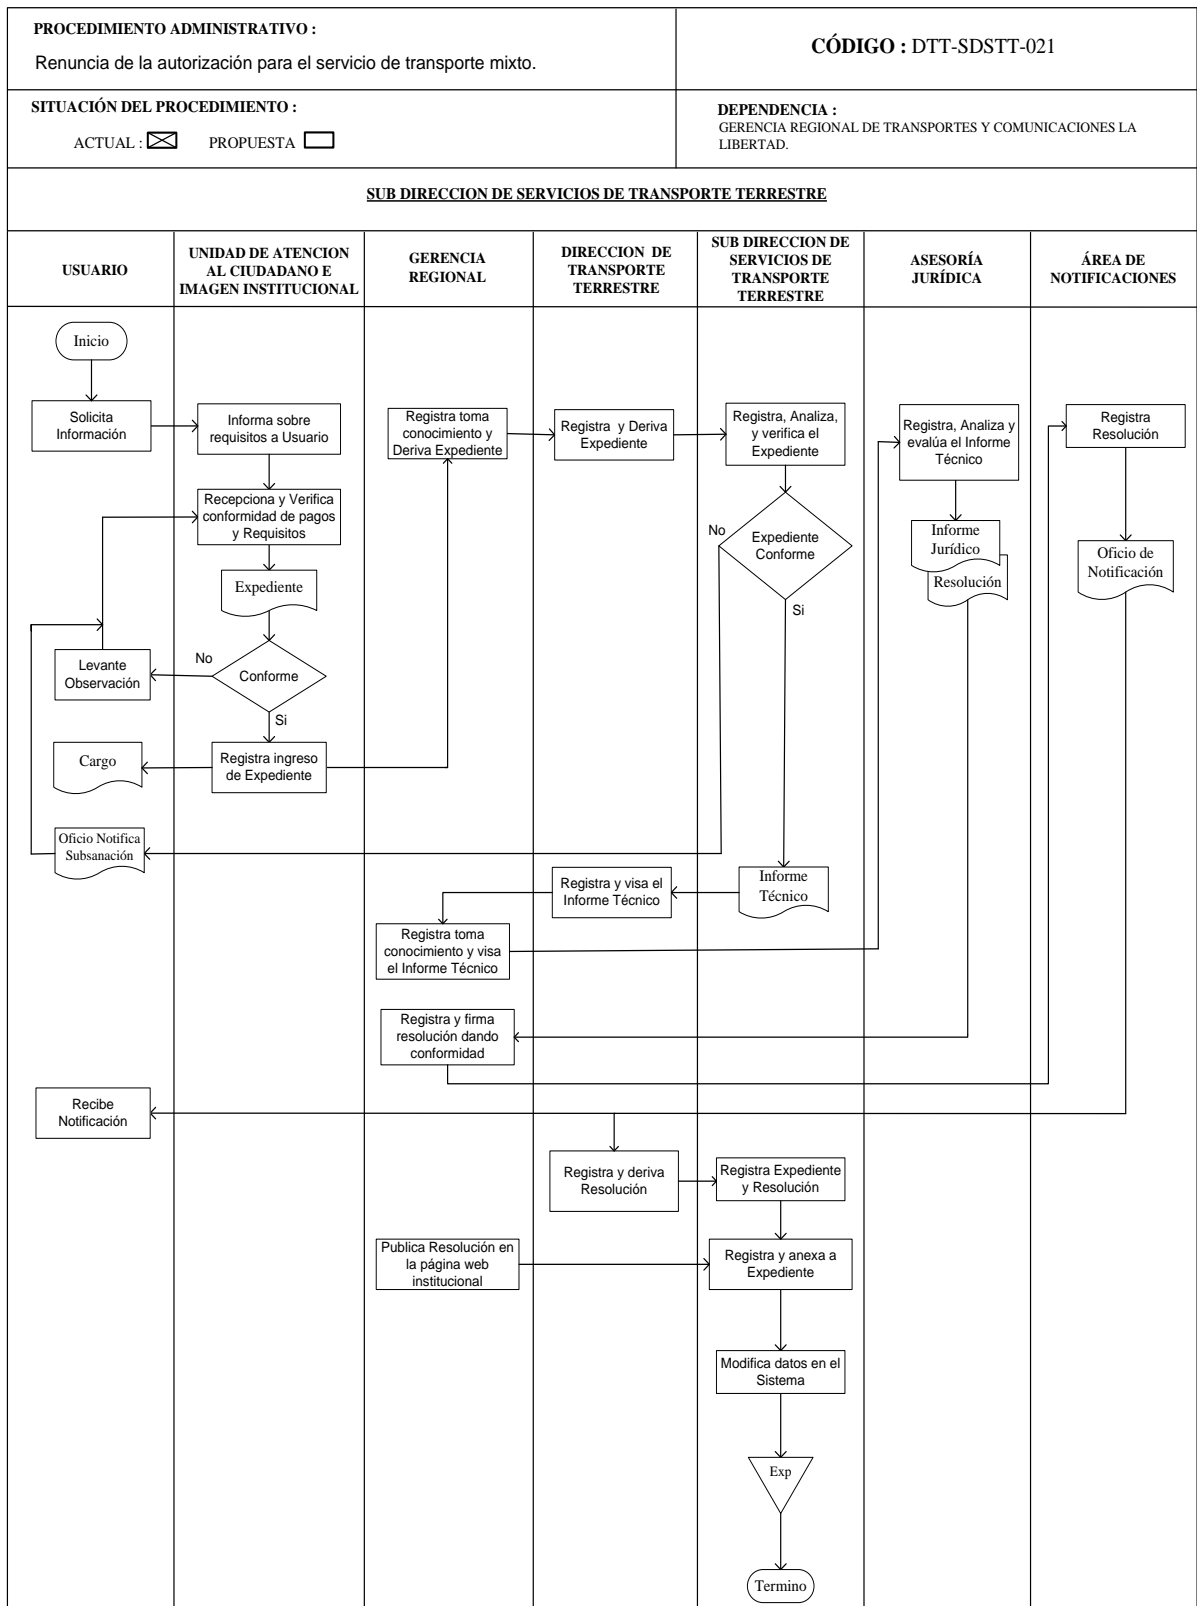 PROCEDIMIENTO ADMINISTRATIVO :
Renuncia de la autorización para el servicio de transporte mixto.
CÓDIGO : DTT-SDSTT-021
SITUACIÓN DEL PROCEDIMIENTO :
ACTUAL :
PROPUESTA
DEPENDENCIA :
GERENCIA REGIONAL DE TRANSPORTES Y COMUNICACIONES LA
LIBERTAD.
SUB DIRECCION DE SERVICIOS DE TRANSPORTE TERRESTRE
USUARIO
UNIDAD DE ATENCION
AL CIUDADANO E
IMAGEN INSTITUCIONAL
GERENCIA
REGIONAL
DIRECCION DE
TRANSPORTE
TERRESTRE
SUB DIRECCION DE
SERVICIOS DE
TRANSPORTE
TERRESTRE
ASESORÍA
JURÍDICA
ÁREA DE
NOTIFICACIONES
Inicio
Solicita
Información
Informa sobre
requisitos a Usuario
Registra toma
conocimiento y
Deriva Expediente
Registra y Deriva
Expediente
Registra, Analiza,
y verifica el
Expediente
Registra, Analiza y
evalúa el Informe
Técnico
Registra
Resolución
Recepciona y Verifica
conformidad de pagos
y Requisitos
No
Expediente
Conforme
Informe
Jurídico
Resolución
Oficio de
Notificación
Expediente
Si
Levante
Observación
No
Conforme
Si
Cargo
Registra ingreso
de Expediente
Oficio Notifica
Subsanación
Registra y visa el
Informe Técnico
Informe
Técnico
Registra toma
conocimiento y visa
el Informe Técnico
Registra y firma
resolución dando
conformidad
Recibe
Notificación
Registra y deriva
Resolución
Registra Expediente
y Resolución
Publica Resolución en
la página web
institucional
Registra y anexa a
Expediente
Modifica datos en el
Sistema
Exp
Termino